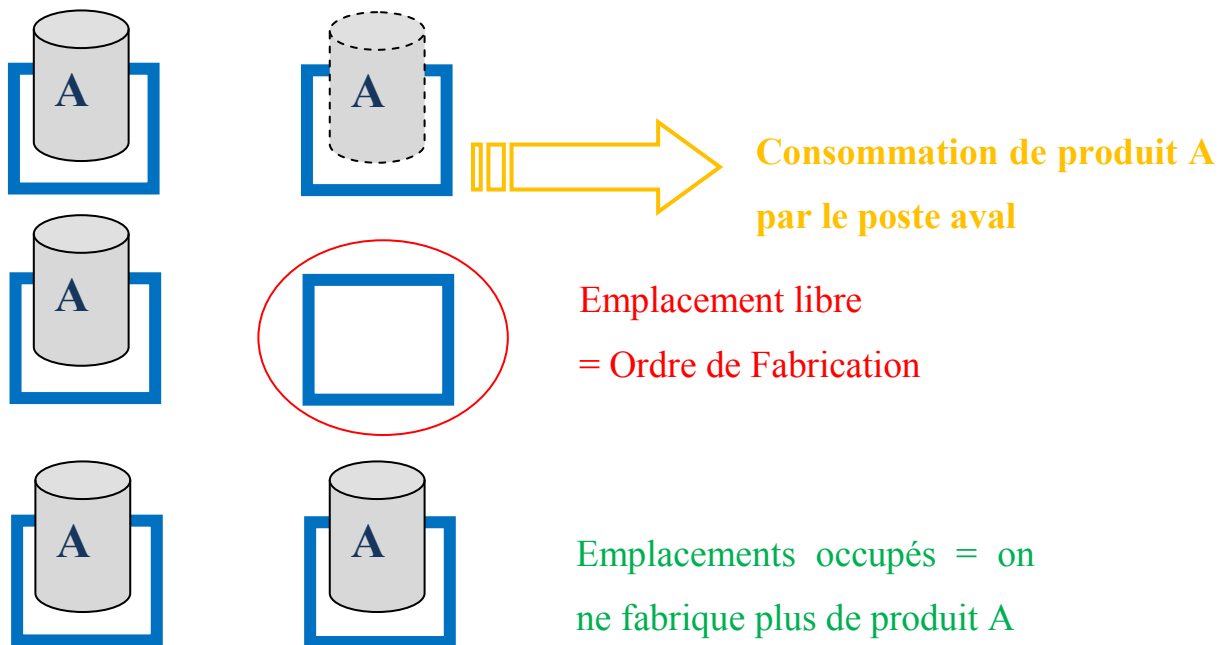 A A
Consommation de produit A
par le poste aval
A
Emplacement libre
= Ordre de Fabrication
A A
Emplacements occupés = on
ne fabrique plus de produit A